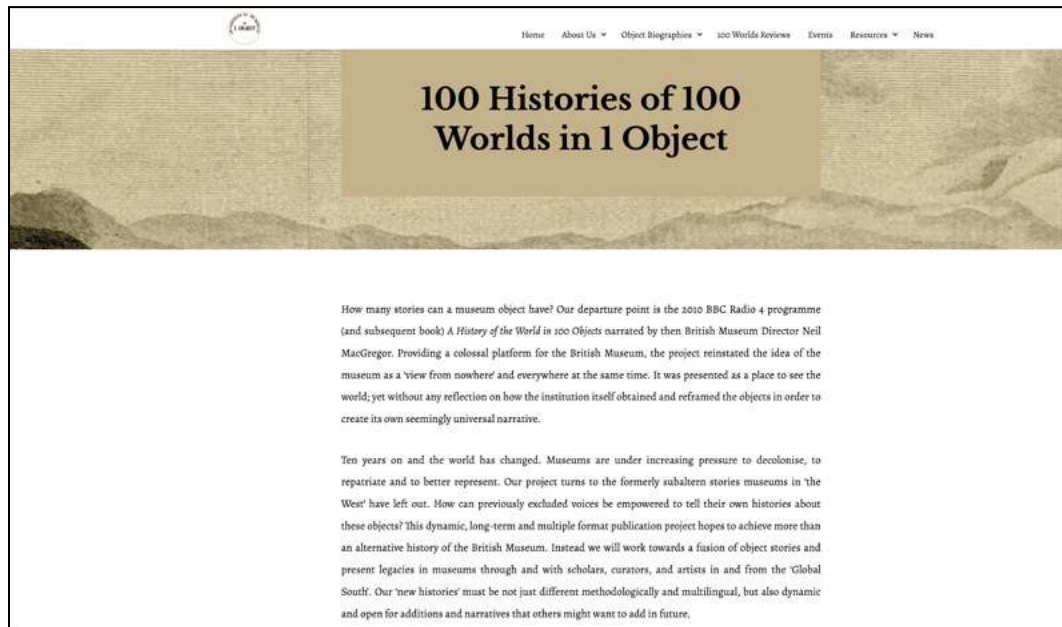 1 OBJECT
Home About Us Object Biographies 100 Worlds Reviews Events Resources News
100 Histories of 100
Worlds in 1 Object
How many stories can a museum object have? Our departure point is the 2010 BBC Radio 4 programme
(and subsequent book) A History of the World in 100 Objects narrated by then British Museum Director Neil
MacGregor. Providing a colossal platform for the British Museum, the project reinstated the idea of the
museum as a 'view from nowhere' and everywhere at the same time. It was presented as a place to see the
world; yet without any reflection on how the institution itself obtained and reframed the objects in order to
create its own seemingly universal narrative.
Ten years on and the world has changed. Museums are under increasing pressure to decolonise, to
repatriate and to better represent. Our project turns to the formerly subaltern stories museums in 'the
West' have left out. How can previously excluded voices be empowered to tell their own histories about
these objects? This dynamic, long-term and multiple format publication project hopes to achieve more than
an alternative history of the British Museum. Instead we will work towards a fusion of object stories and
present legacies in museums through and with scholars, curators, and artists in and from the 'Global
South'. Our 'new histories' must be not just different methodologically and multilingual, but also dynamic
and open for additions and narratives that others might want to add in future.